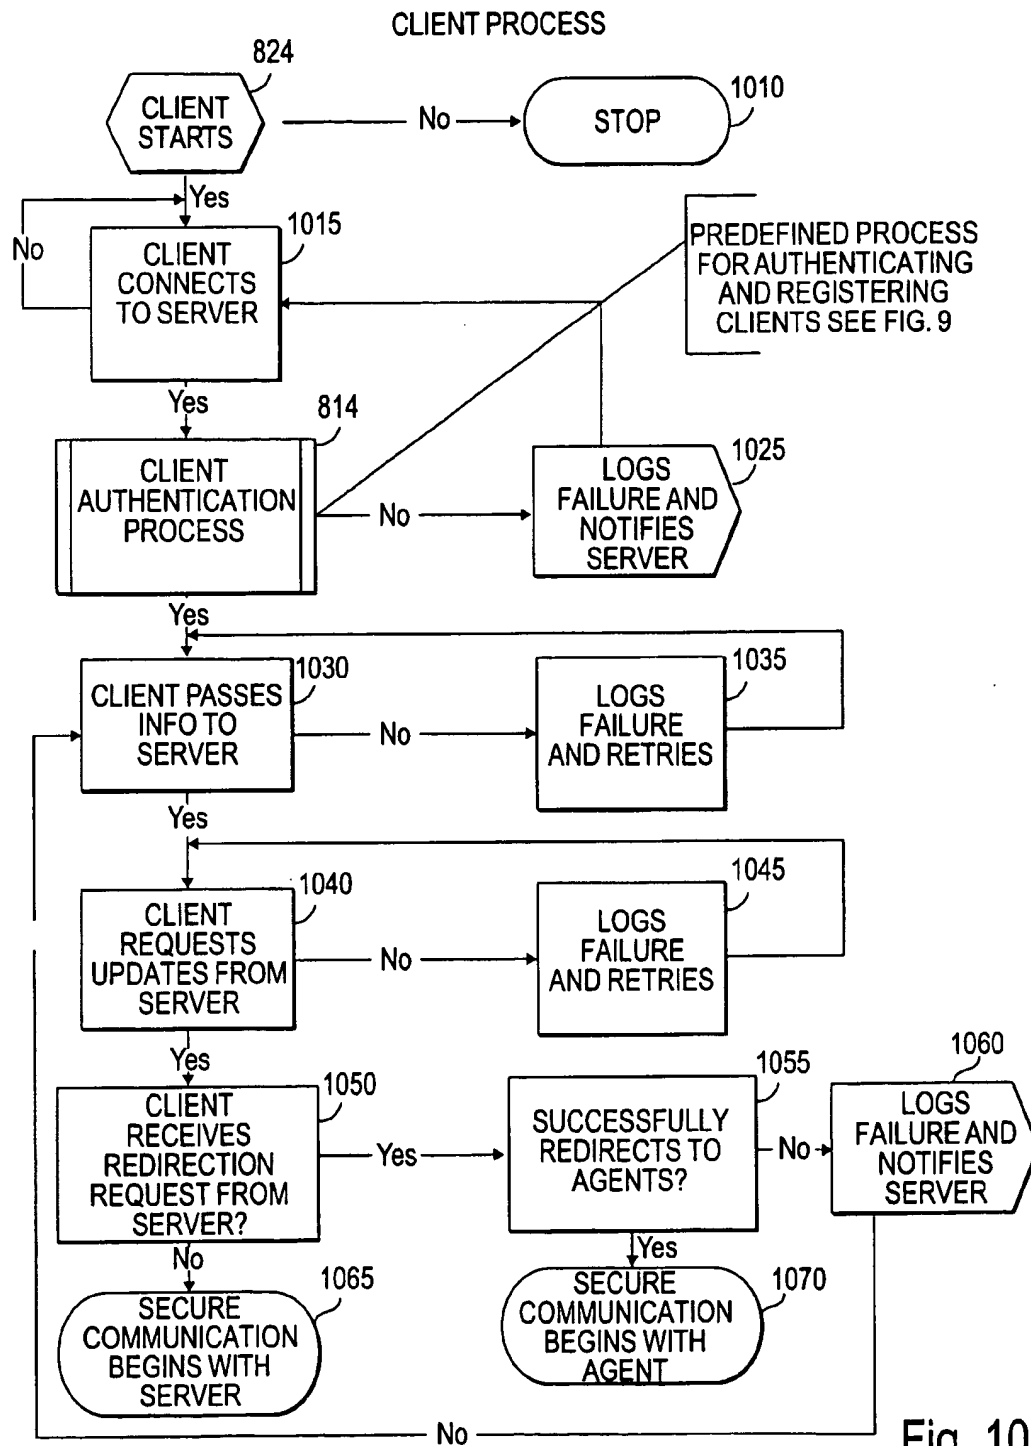 CLIENT PROCESS
824
CLIENT
STARTS
No
1010
STOP
Yes
No
1015
CLIENT
CONNECTS
TO SERVER
PREDEFINED PROCESS
FOR AUTHENTICATING
AND REGISTERING
CLIENTS SEE FIG. 9
Yes
814
CLIENT
AUTHENTICATION
PROCESS
No
1025
LOGS
FAILURE AND
NOTIFIES
SERVER
Yes
1030
CLIENT PASSES
INFO TO
SERVER
No
1035
LOGS
FAILURE
AND RETRIES
Yes
1040
CLIENT
REQUESTS
UPDATES FROM
SERVER
No
1045
LOGS
FAILURE
AND RETRIES
Yes
1050
CLIENT
RECEIVES
REDIRECTION
REQUEST FROM
SERVER?
Yes
1055
SUCCESSFULLY
REDIRECTS TO
AGENTS?
No
1060
LOGS
FAILURE AND
NOTIFIES
SERVER
No
1065
SECURE
COMMUNICATION
BEGINS WITH
SERVER
Yes
1070
SECURE
COMMUNICATION
BEGINS WITH
AGENT
No
Fig. 10